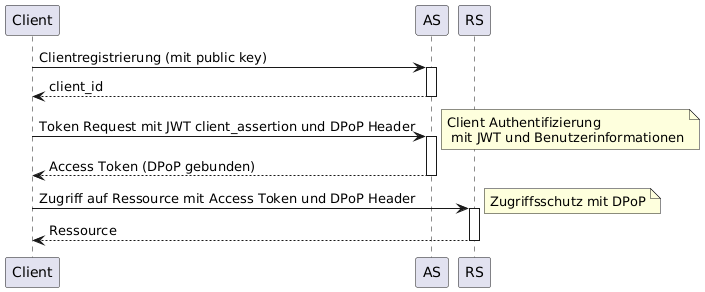 Client
AS
RS
Clientregistrierung (mit public key)
client_id
Token Request mit JWT client_assertion und DPoP Header
Client Authentifizierung
mit JWT und Benutzerinformationen
Access Token (DPoP gebunden)
Zugriff auf Ressource mit Access Token und DPoP Header
Zugriffsschutz mit DPoP
Ressource
Client
AS
RS